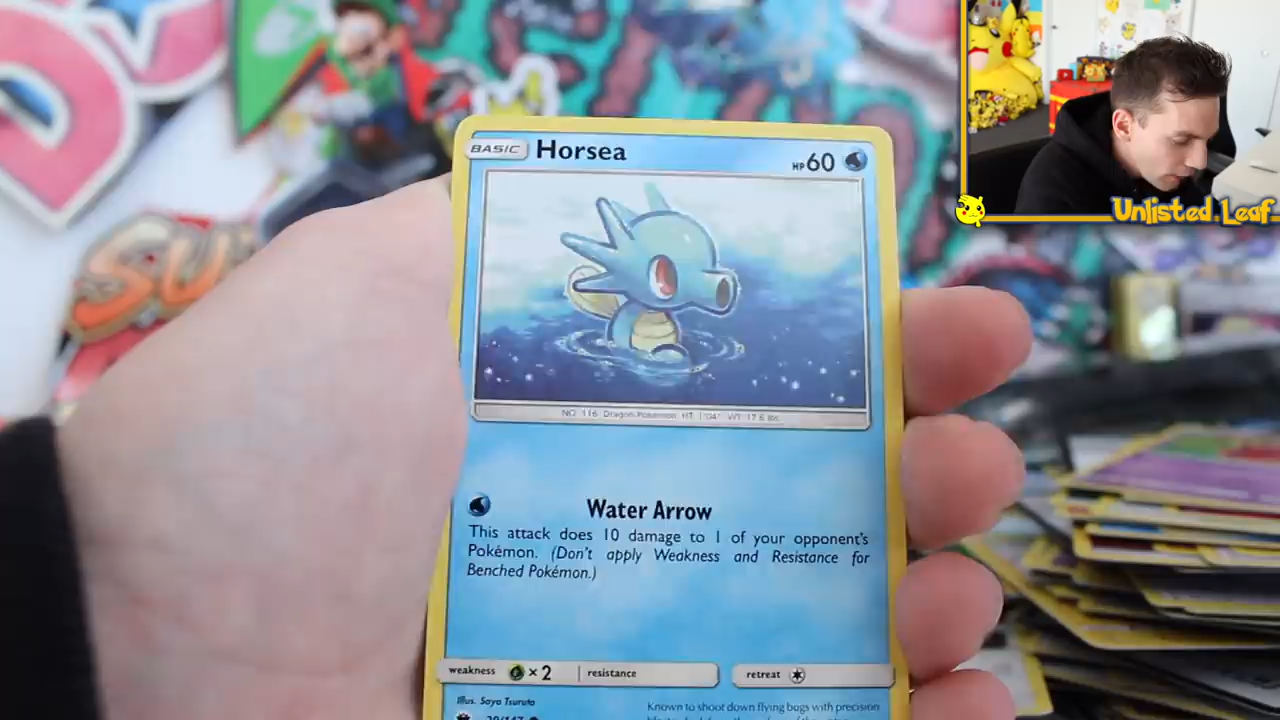 BASIC Horsea HP60
NO. 116 Dragon Pokémon HT 1'04" WT 17.6 lbs.
Water Arrow
This attack does 10 damage to 1 of your opponent's
Pokémon. (Don't apply Weakness and Resistance for
Benched Pokémon.)
weakness ×2 resistance retreat
Illus. Saya Tsuruta
Known to shoot down flying bugs with precision
Unlisted Leaf
SU